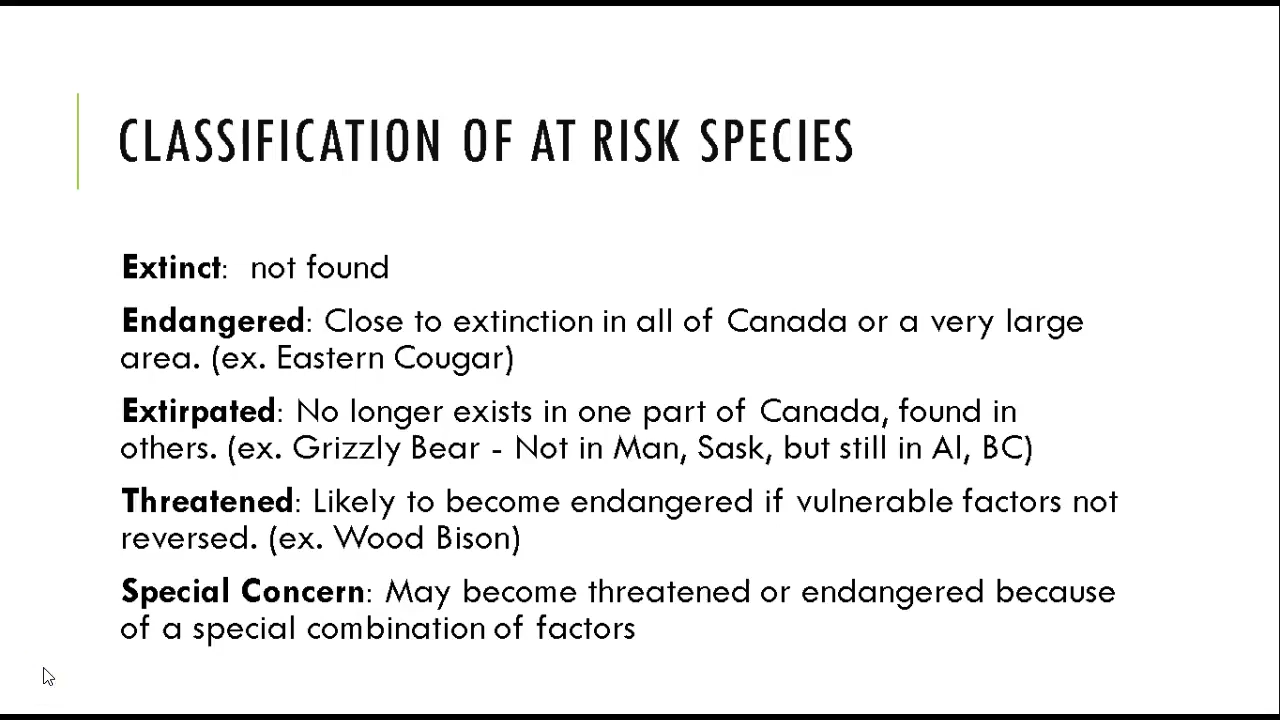 CLASSIFICATION OF AT RISK SPECIES
Extinct:  not found
Endangered: Close to extinction in all of Canada or a very large
area. (ex. Eastern Cougar)
Extirpated: No longer exists in one part of Canada, found in
others. (ex. Grizzly Bear - Not in Man, Sask, but still in Al, BC)
Threatened: Likely to become endangered if vulnerable factors not
reversed. (ex. Wood Bison)
Special Concern: May become threatened or endangered because
of a special combination of factors